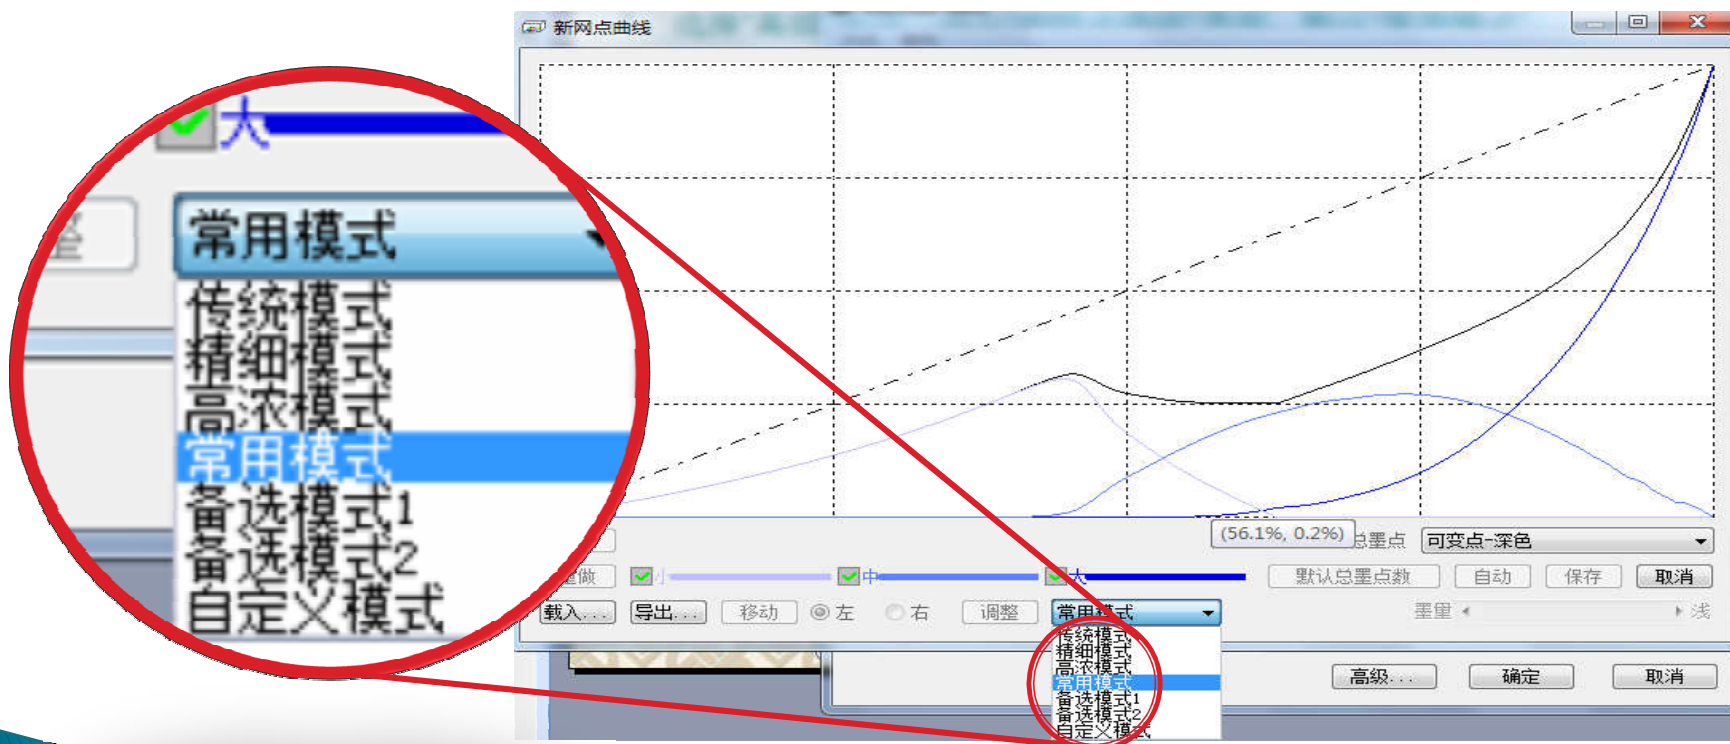 新网点曲线
大
常用模式
传统模式
精细模式
高浓模式
常用模式
备选模式1
备选模式2
自定义模式
(56.1%, 0.2%)
总墨点
可变点-深色
小
中
大
默认总墨点数
自动
保存
取消
载入...
导出...
移动
左
右
调整
常用模式
墨量
浅
传统模式
精细模式
高浓模式
常用模式
备选模式1
备选模式2
自定义模式
高级...
确定
取消